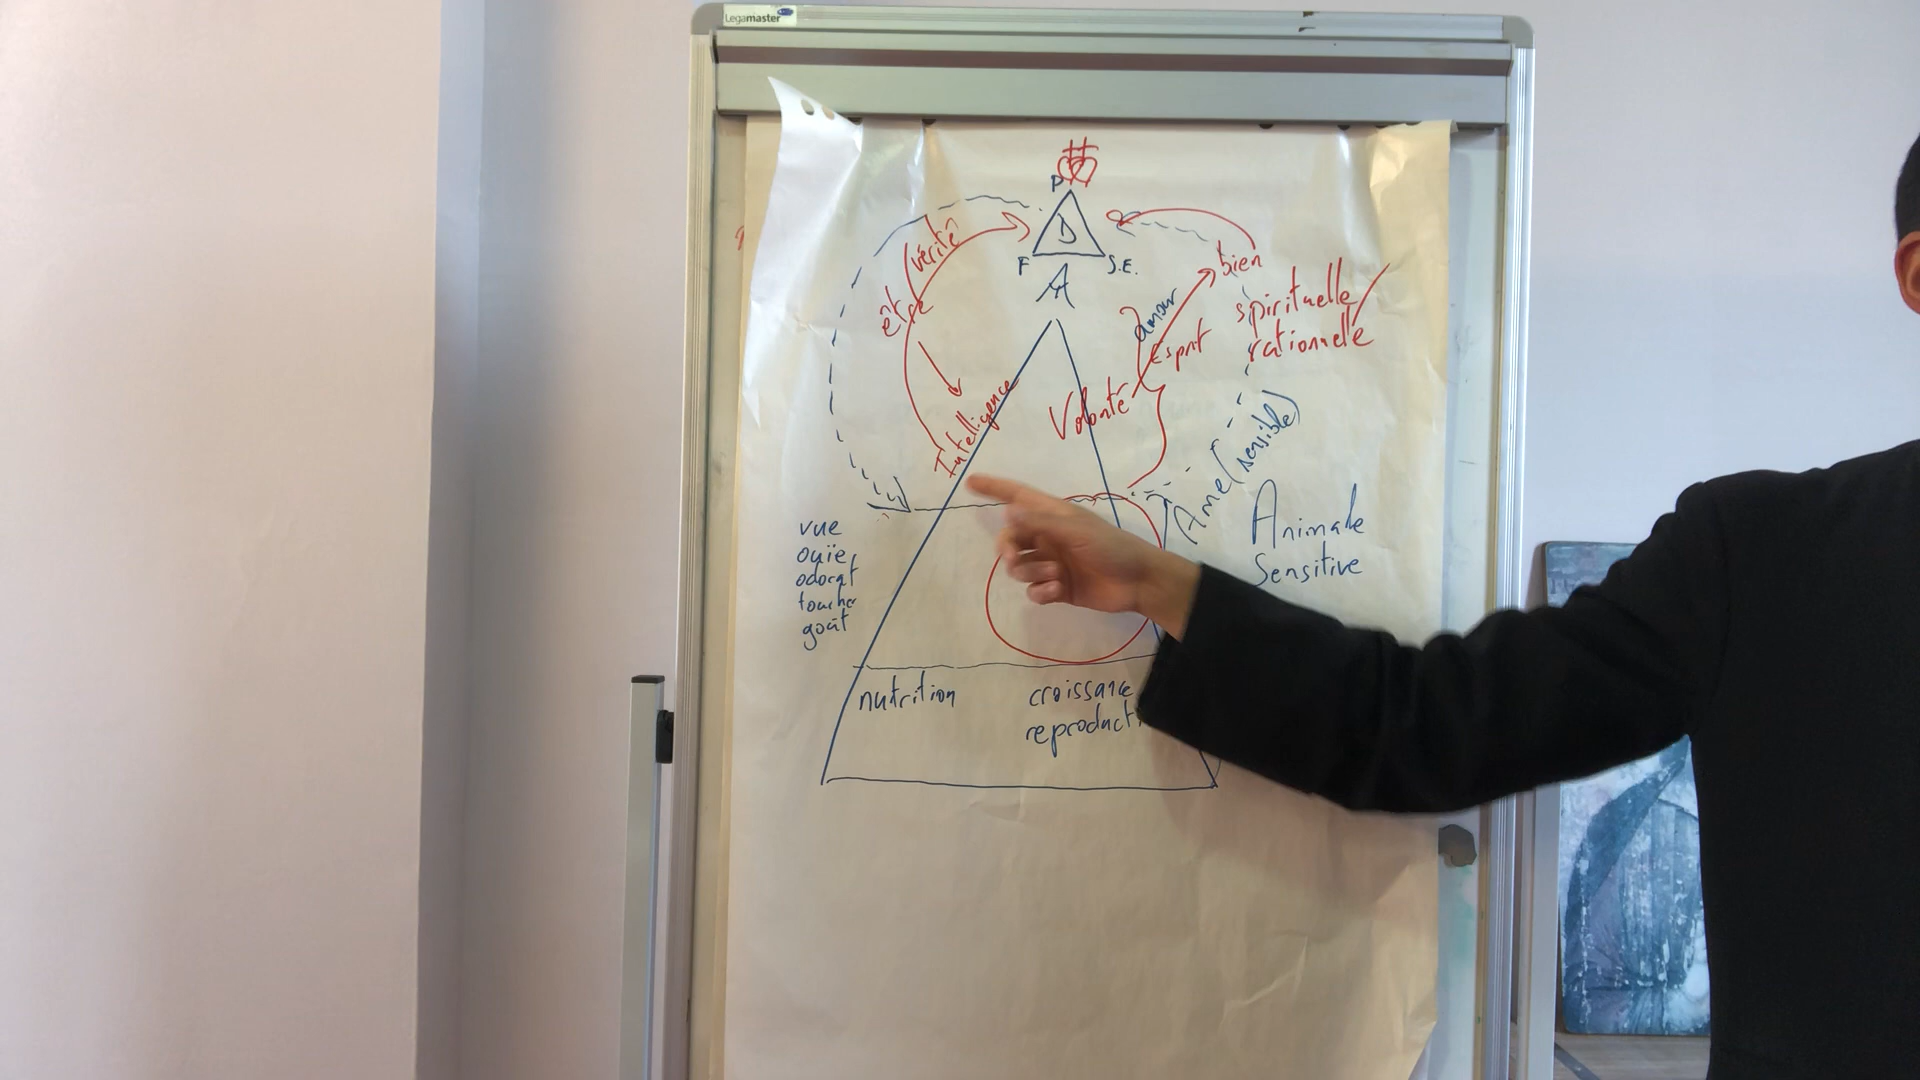 Legamaster
P
D
F
S.E.
A
vérité
être
Intelligence
bien
amour
Esprit
Volonté
spirituelle
rationnelle
Ame (sensible)
Animale
Sensitive
vue
ouïe
odorat
toucher
goût
nutrition
croissance
reproducti